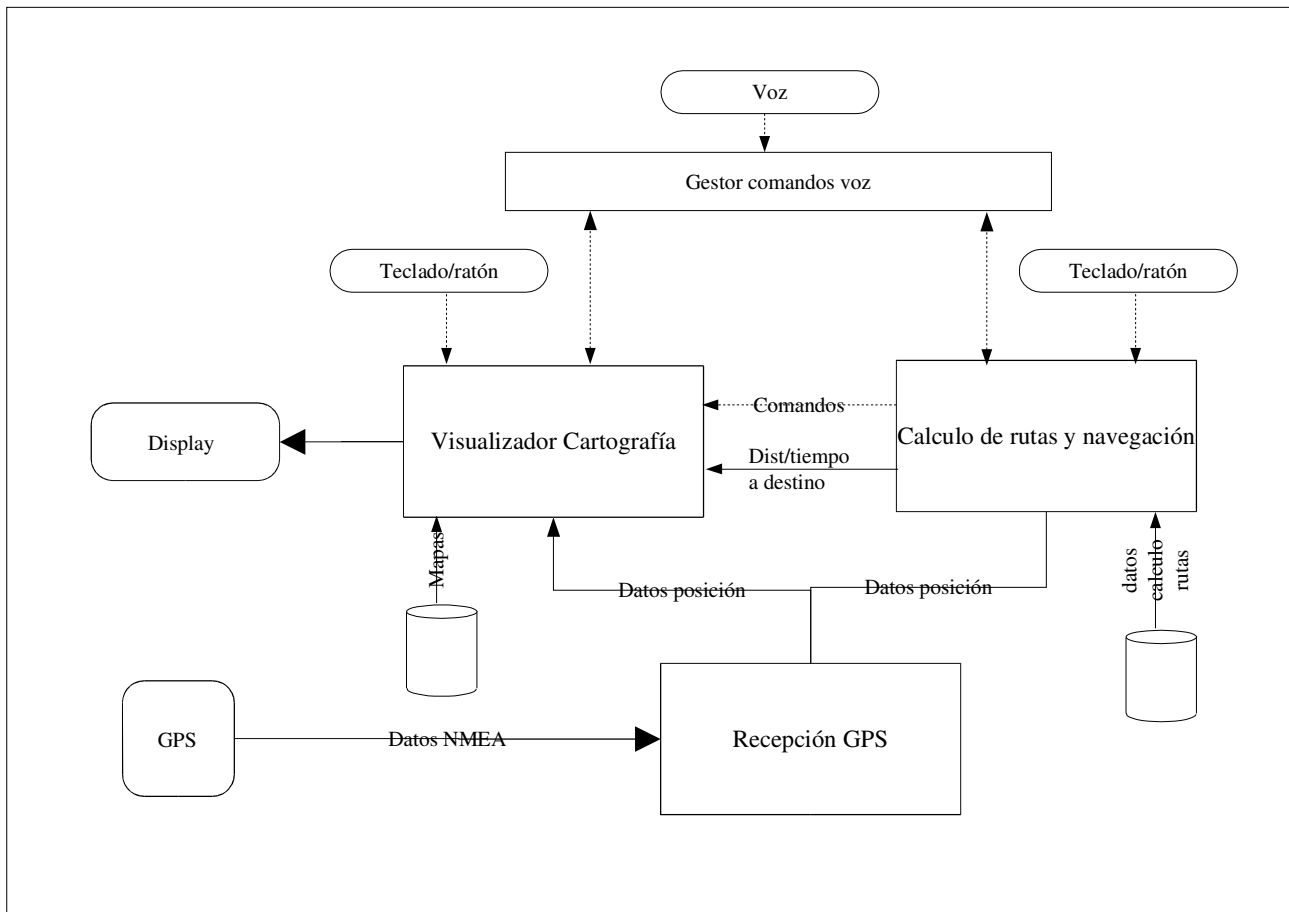 Voz
Gestor comandos voz
Teclado/ratón
Teclado/ratón
Comandos
Visualizador Cartografía
Calculo de rutas y navegación
Display
Dist/tiempo
a destino
Mapas
datos
calculo
rutas
Datos posición
Datos posición
GPS
Datos NMEA
Recepción GPS